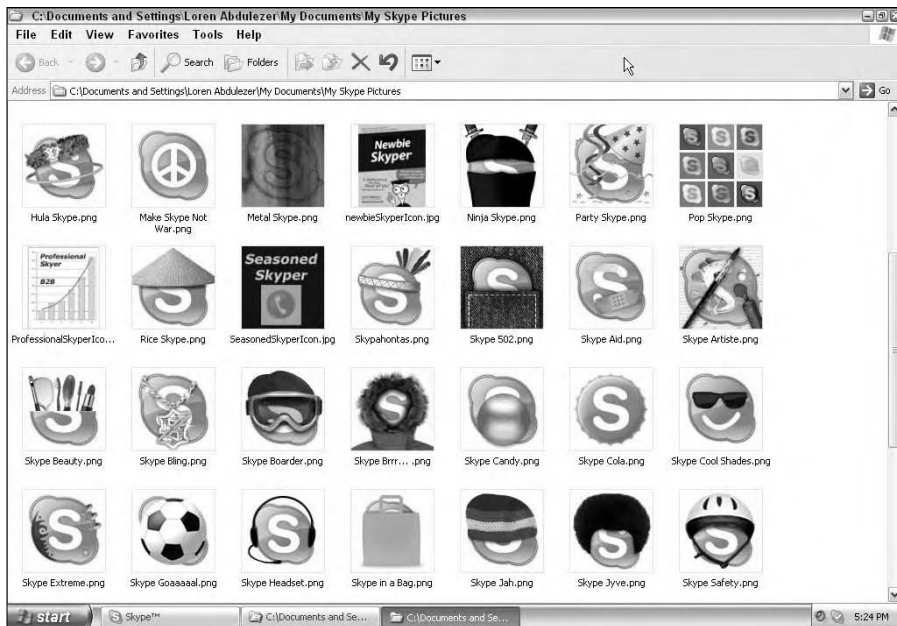 C:\Documents and Settings\Loren Abdulezer\My Documents\My Skype Pictures
File Edit View Favorites Tools Help
Back Search Folders
Address C:\Documents and Settings\Loren Abdulezer\My Documents\My Skype Pictures Go
Newbie
Skyper
Hula Skype.png
Make Skype Not
War.png
Metal Skype.png
newbieSkyperIcon.jpg
Ninja Skype.png
Party Skype.png
Pop Skype.png
Professional
Skyer
B2B
Seasoned
Skyper
ProfessionalSkyperIco...
Rice Skype.png
SeasonedSkyperIcon.jpg
Skypahontas.png
Skype 502.png
Skype Aid.png
Skype Artiste.png
Skype Beauty.png
Skype Bling.png
Skype Boarder.png
Skype Brrr... .png
Skype Candy.png
Skype Cola.png
Skype Cool Shades.png
Skype Extreme.png
Skype Goaaaaal.png
Skype Headset.png
Skype in a Bag.png
Skype Jah.png
Skype Jyve.png
Skype Safety.png
start Skype™ C:\Documents and Se... C:\Documents and Se... 5:24 PM